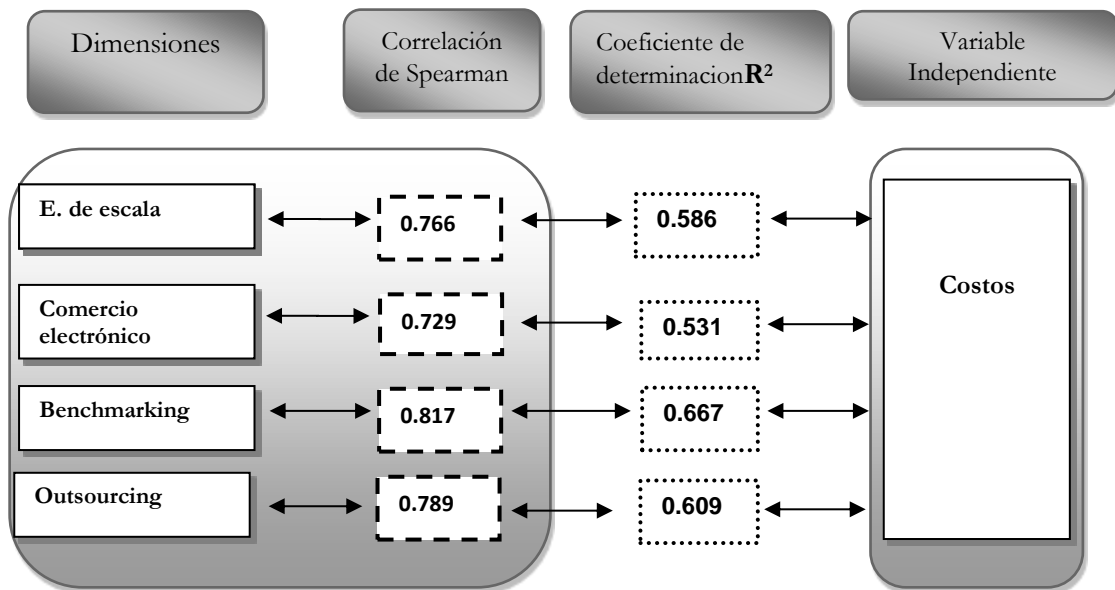 Dimensiones
Correlación
de Spearman
Coeficiente de
determinacionR²
Variable
Independiente
E. de escala
0.766
0.586
Costos
Comercio
electrónico
0.729
0.531
Benchmarking
0.817
0.667
Outsourcing
0.789
0.609